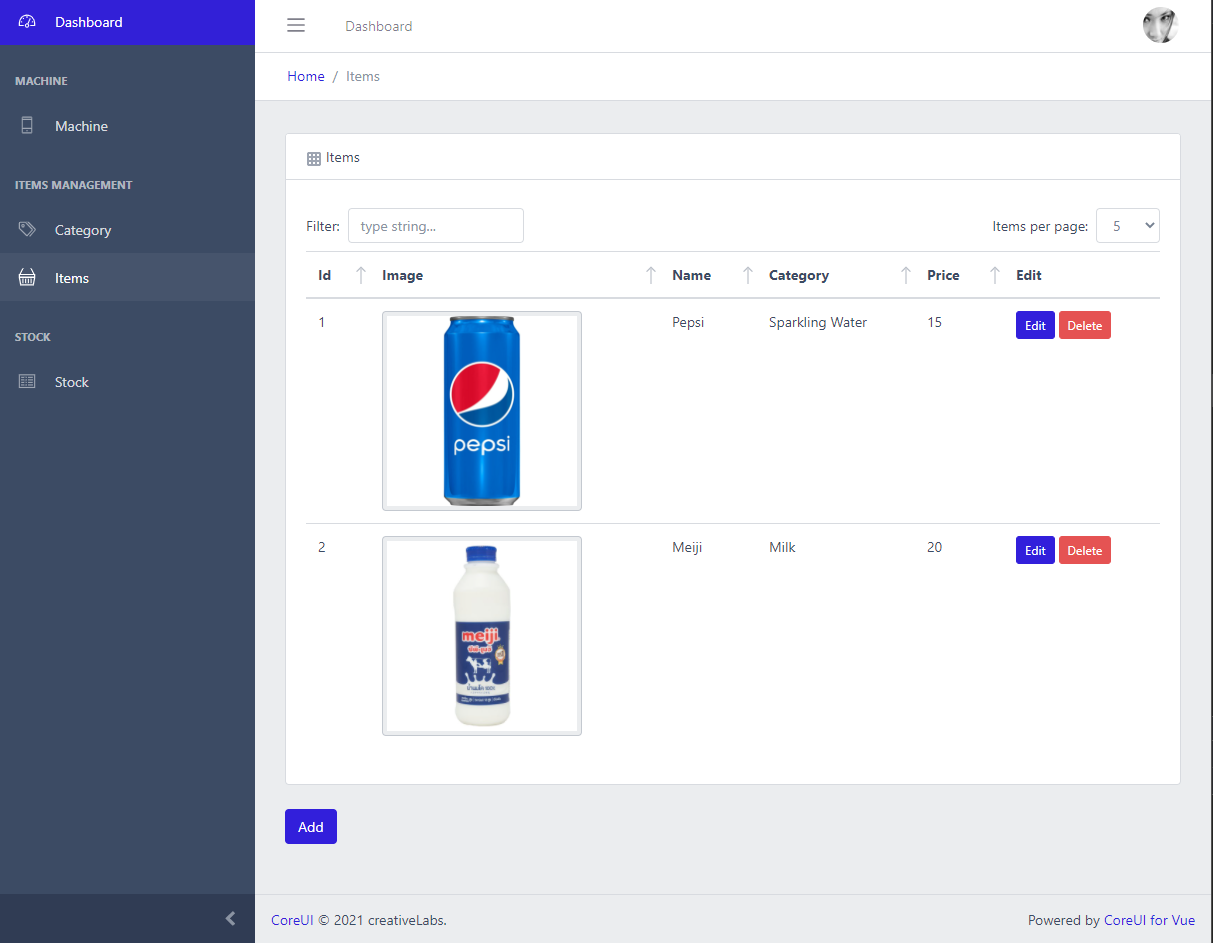 Dashboard
MACHINE
Machine
ITEMS MANAGEMENT
Category
Items
STOCK
Stock
Dashboard
Home / Items
Items
Filter: type string... Items per page: 5
Id Image Name Category Price Edit
1 Pepsi Sparkling Water 15 Edit Delete
pepsi
2 Meiji Milk 20 Edit Delete
meiji
Add
CoreUI © 2021 creativeLabs. Powered by CoreUI for Vue